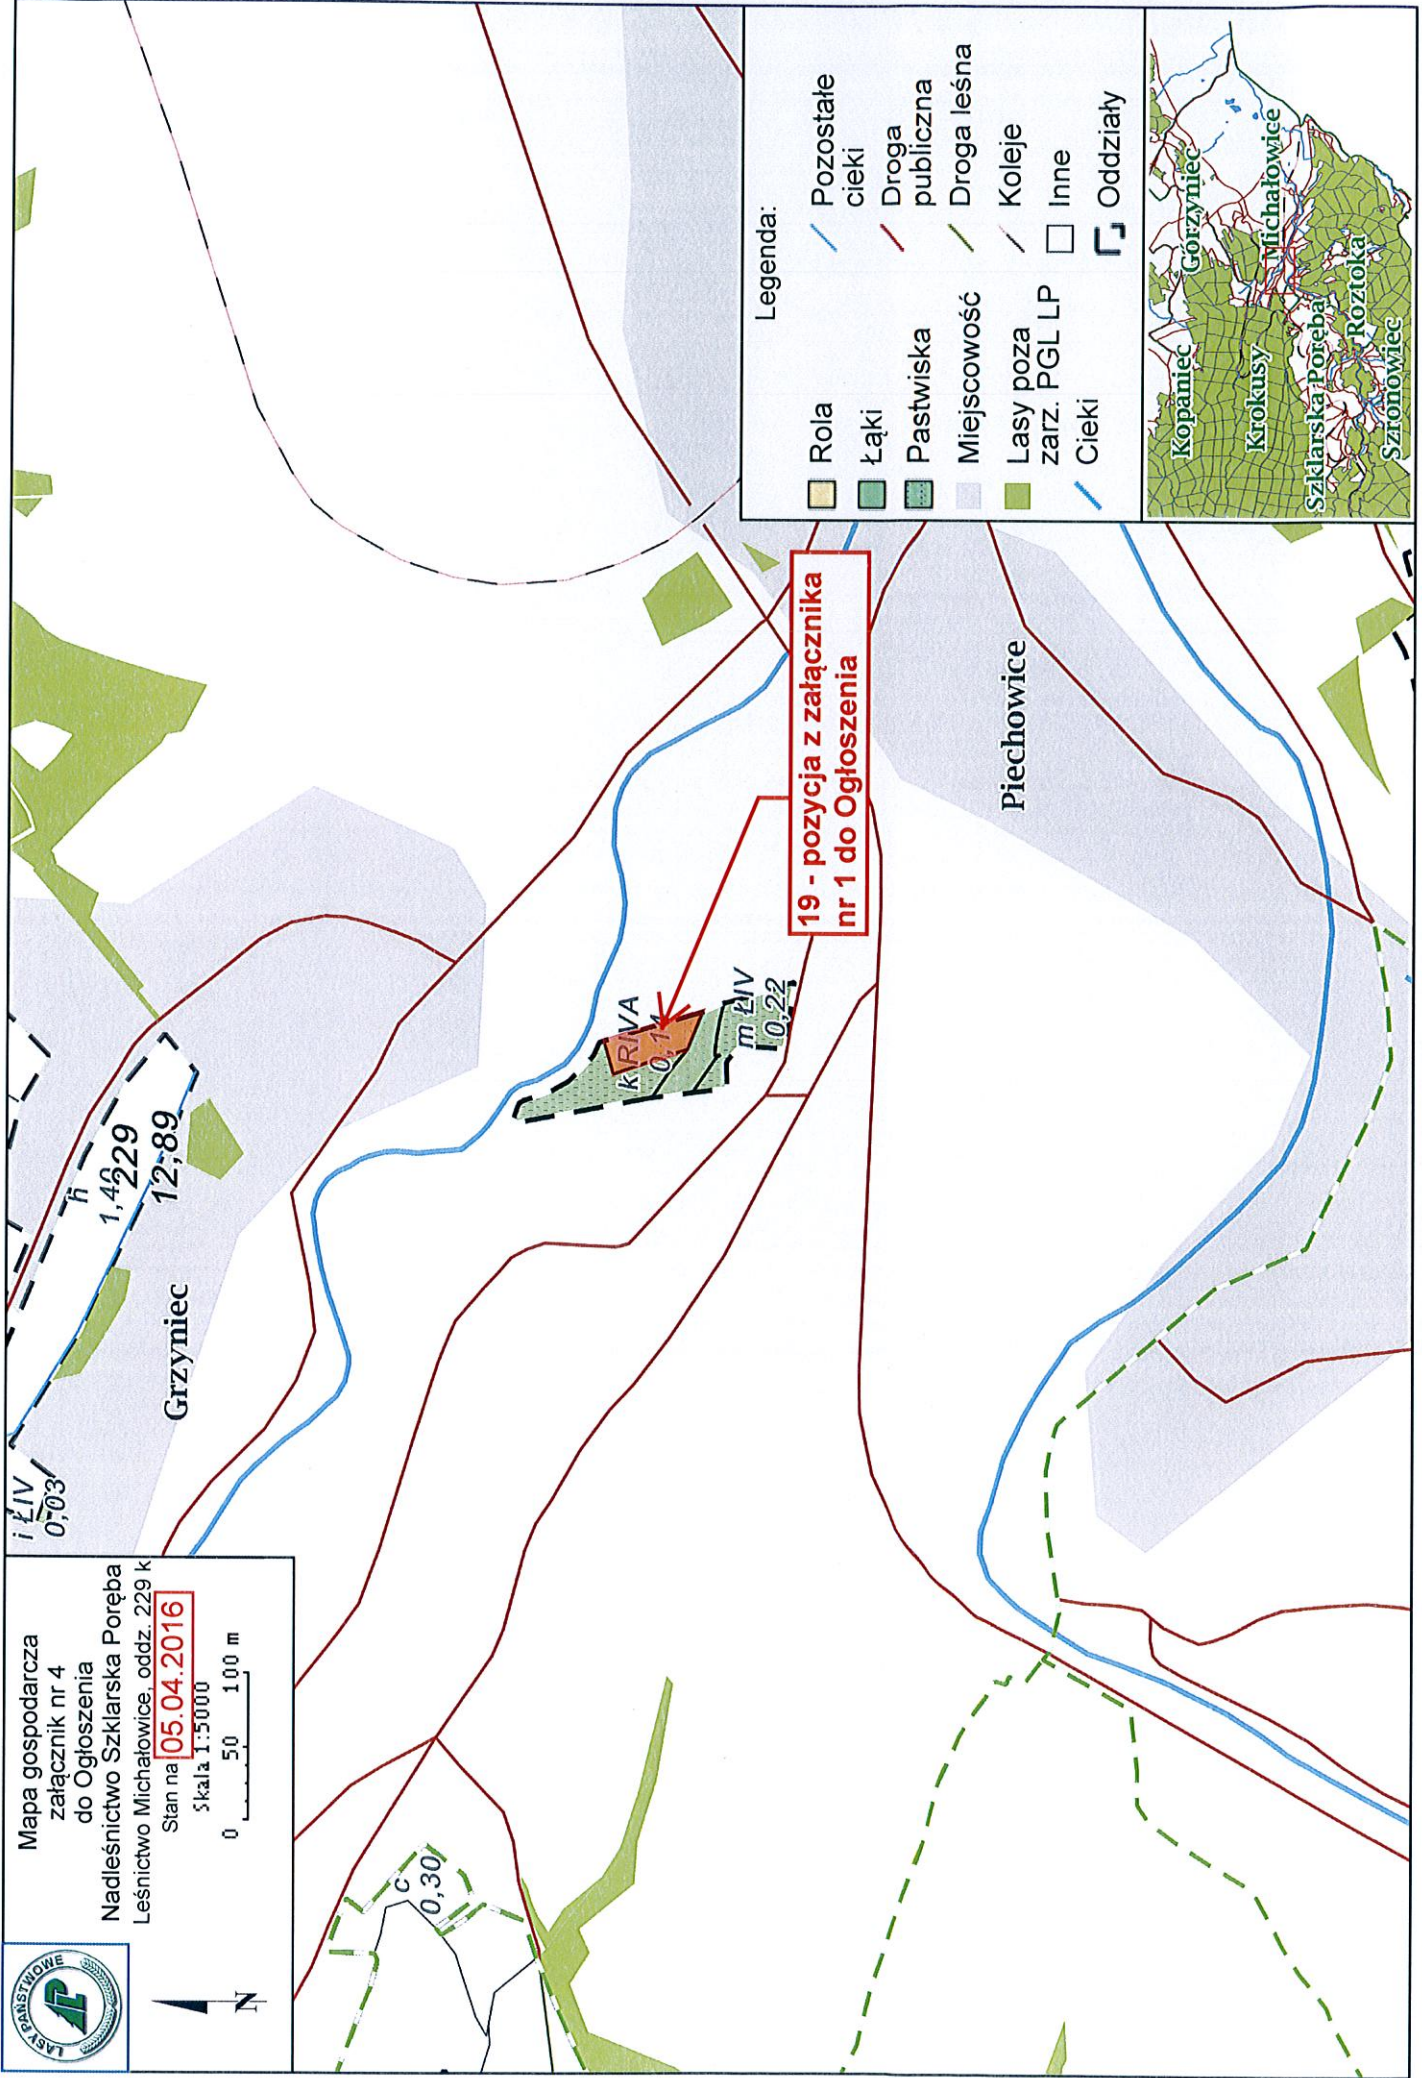 LASY PAŃSTWOWE
LP
Mapa gospodarcza
załącznik nr 4
do Ogłoszenia
Nadleśnictwo Szklarska Poręba
Leśnictwo Michałowice, oddz. 229 k
Stan na 05.04.2016
Skala 1:5000
0 50 100 m
N
i ŁIV
0,03
h
1,46
229
12,89
Grzyniec
c
0,30
k RIVA
m ŁIV
0,22
19 - pozycja z załącznika
nr 1 do Ogłoszenia
Piechowice
Legenda:
Rola
Łąki
Pastwiska
Miejscowość
Lasy poza
zarz. PGL LP
Cieki
Pozostałe
cieki
Droga
publiczna
Droga leśna
Koleje
Inne
Oddziały
Kopaniec
Górzyniec
Krokusy
Michałowice
Szklarska Poręba
Roztoka
Szronowiec